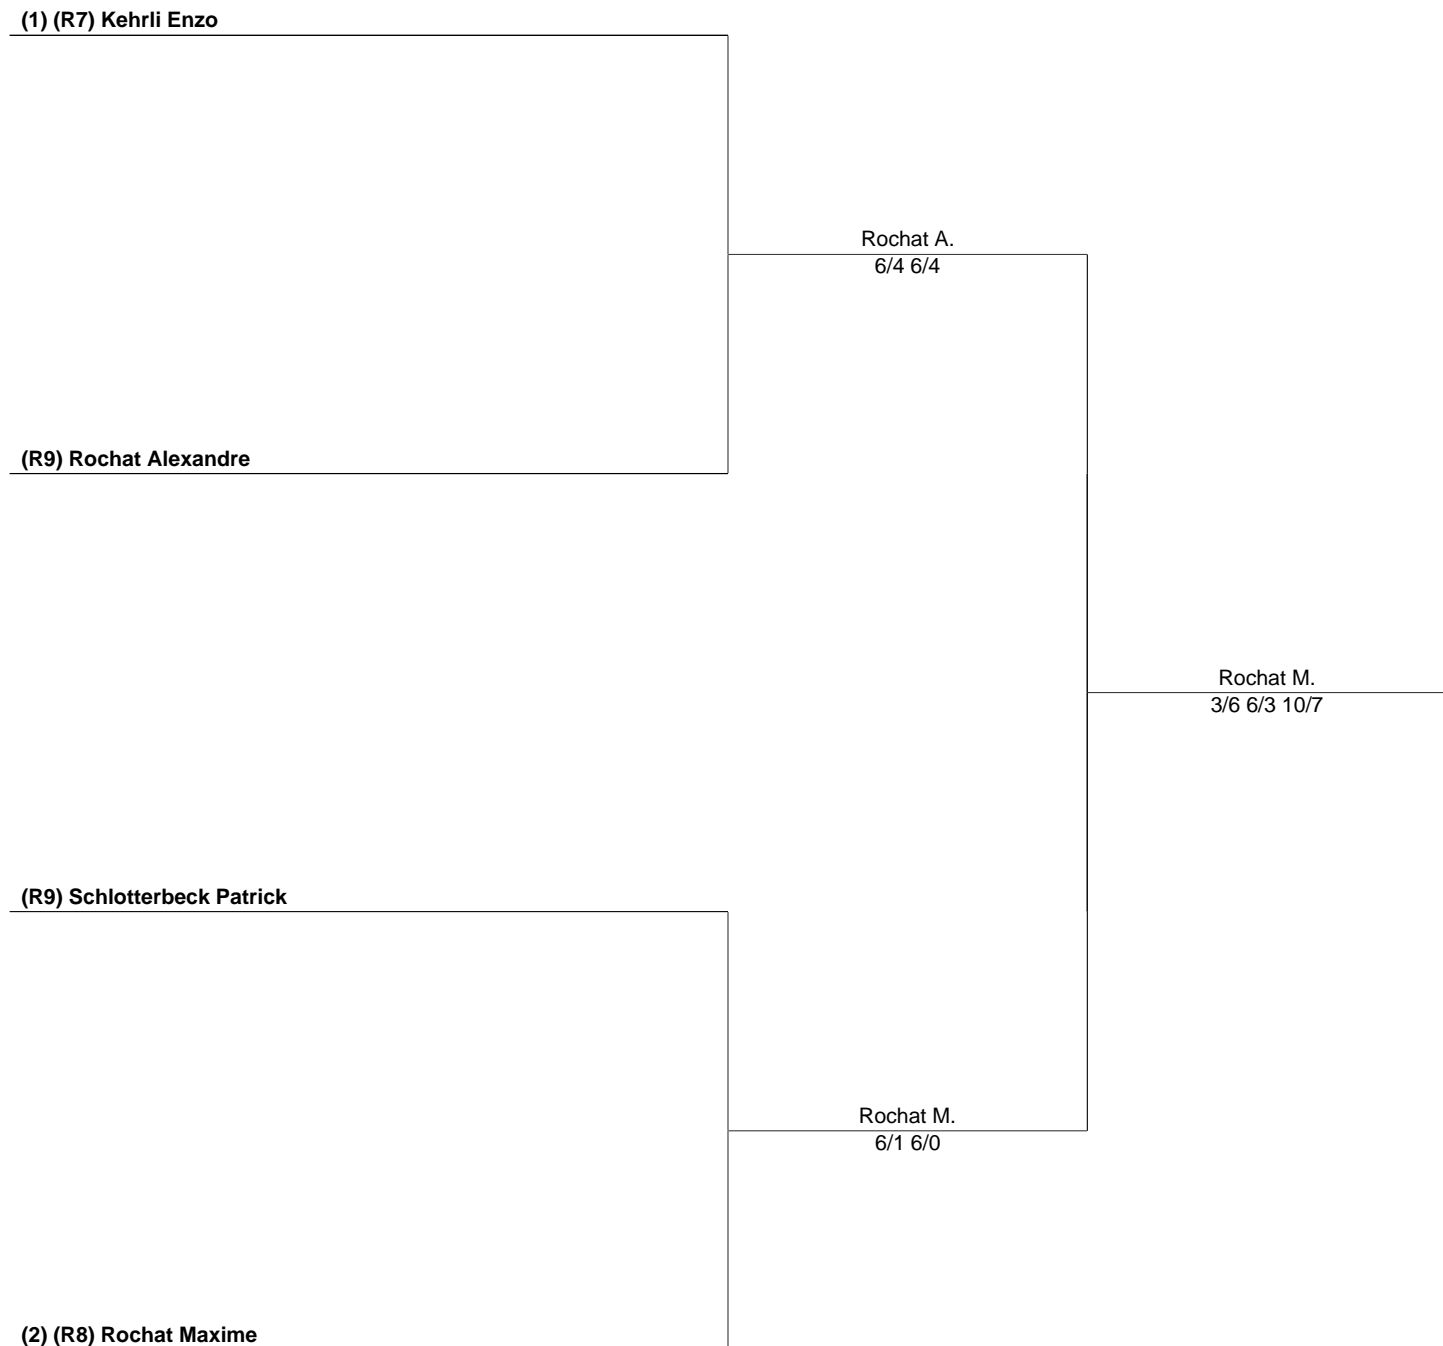 (1) (R7) Kehrli Enzo
Rochat A.
6/4 6/4
(R9) Rochat Alexandre
Rochat M.
3/6 6/3 10/7
(R9) Schlotterbeck Patrick
Rochat M.
6/1 6/0
(2) (R8) Rochat Maxime